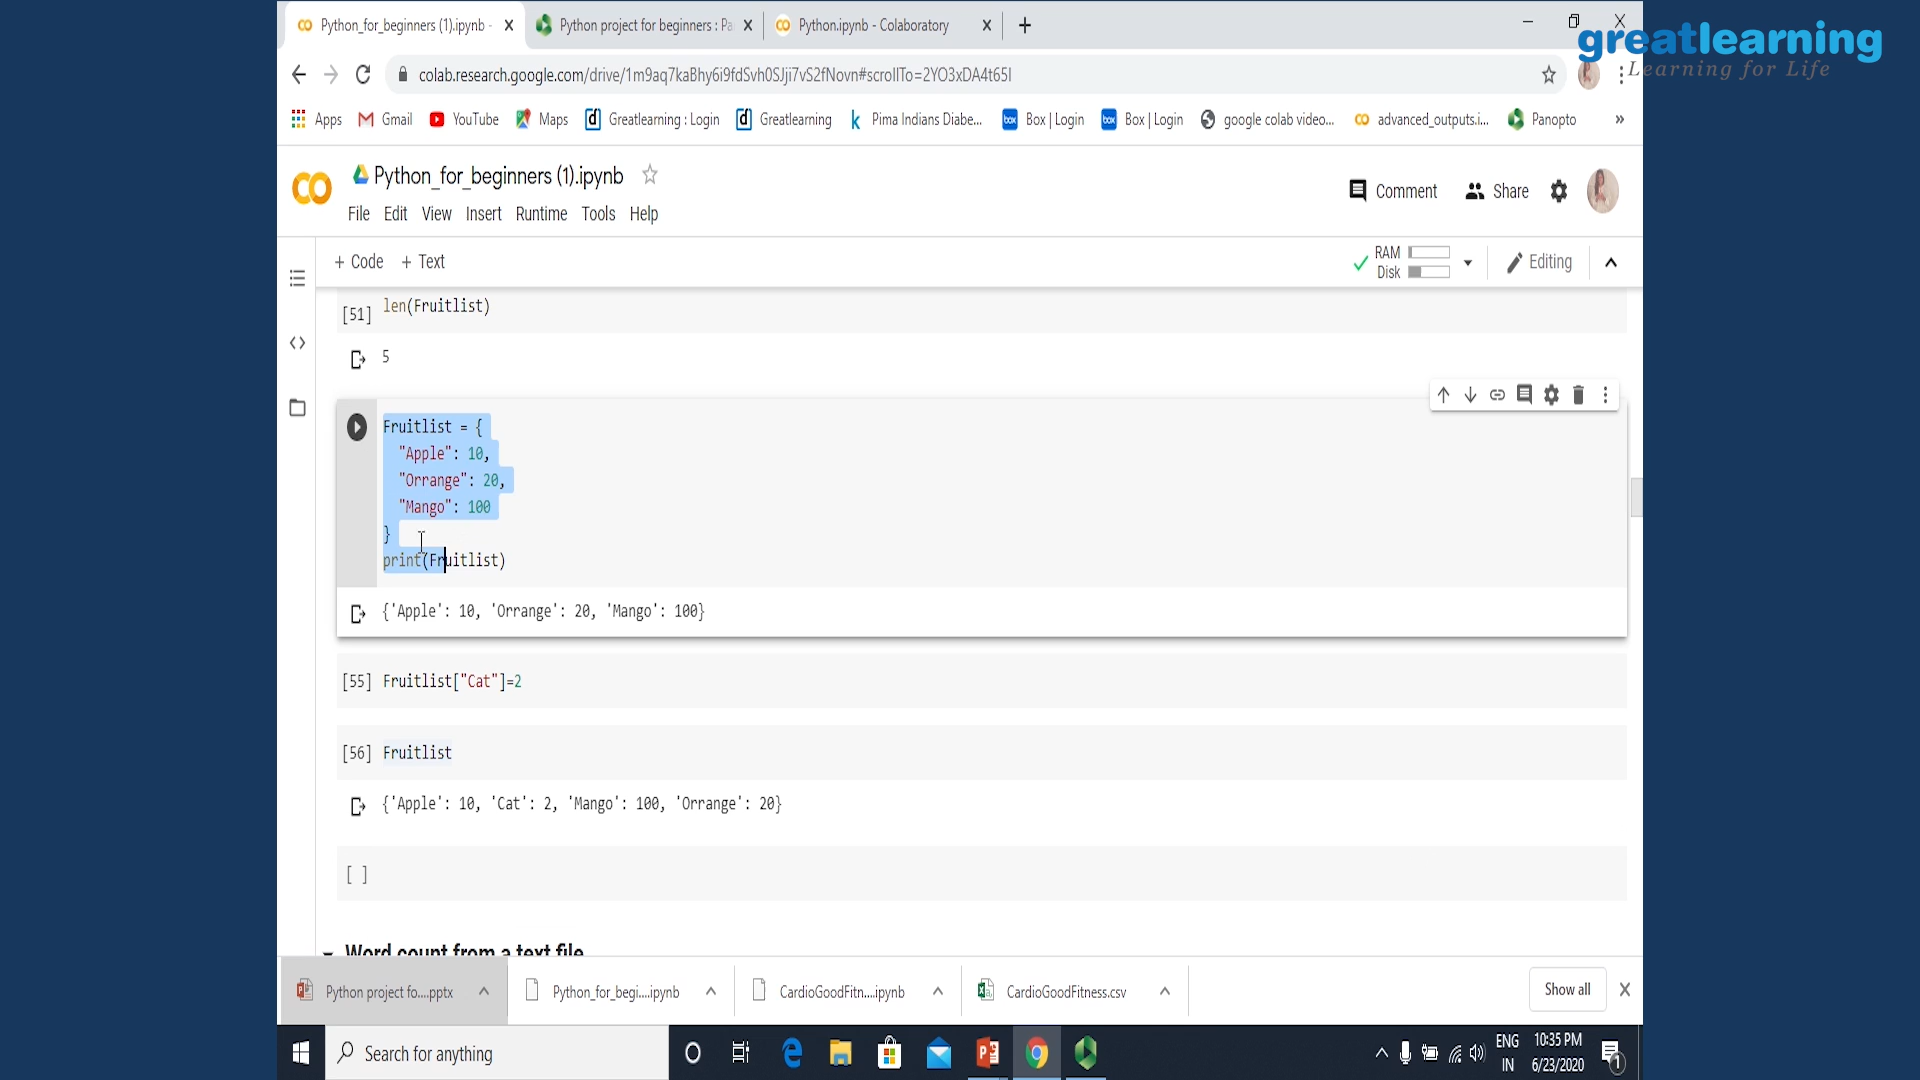 Python_for_beginners (1).ipynb -
Python project for beginners : Pa
Python.ipynb - Colaboratory
greatlearning
Learning for Life
colab.research.google.com/drive/1m9aq7kaBhy6i9fdSvh0SJji7vS2fNovn#scrollTo=2YO3xDA4t65I
Apps Gmail YouTube Maps Greatlearning : Login Greatlearning Pima Indians Diabe... Box | Login Box | Login google colab video... advanced_outputs.i... Panopto »
Python_for_beginners (1).ipynb
Comment Share
File Edit View Insert Runtime Tools Help
+ Code + Text
RAM
Disk
Editing
[51] len(Fruitlist)
5
Fruitlist = {
"Apple": 10,
"Orrange": 20,
"Mango": 100
}
print(Fruitlist)
{'Apple': 10, 'Orrange': 20, 'Mango': 100}
[55] Fruitlist["Cat"]=2
[56] Fruitlist
{'Apple': 10, 'Cat': 2, 'Mango': 100, 'Orrange': 20}
[ ]
Word count from a text file
Python project fo....pptx
Python_for_begi....ipynb
CardioGoodFitn....ipynb
CardioGoodFitness.csv
Show all
Search for anything
ENG
IN
10:35 PM
6/23/2020
1